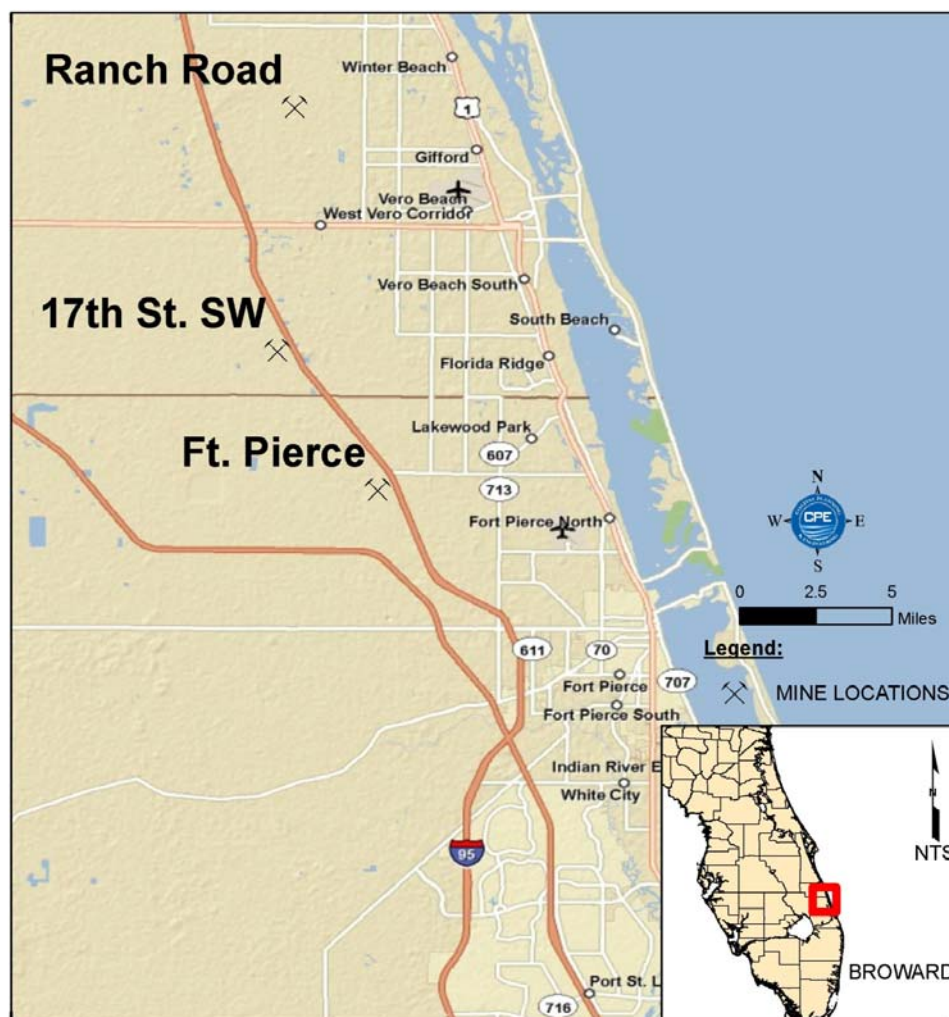 Ranch Road
Winter Beach
1
Gifford
Vero Beach
West Vero Corridor
Vero Beach South
17th St. SW
South Beach
Florida Ridge
Lakewood Park
Ft. Pierce
607
713
Fort Pierce North
N
W
CPE
E
S
0 2.5 5
Miles
611
70
Legend:
707
MINE LOCATIONS
Fort Pierce
Fort Pierce South
Indian River E
White City
95
N
NTS
BROWARD
Port St. L
716